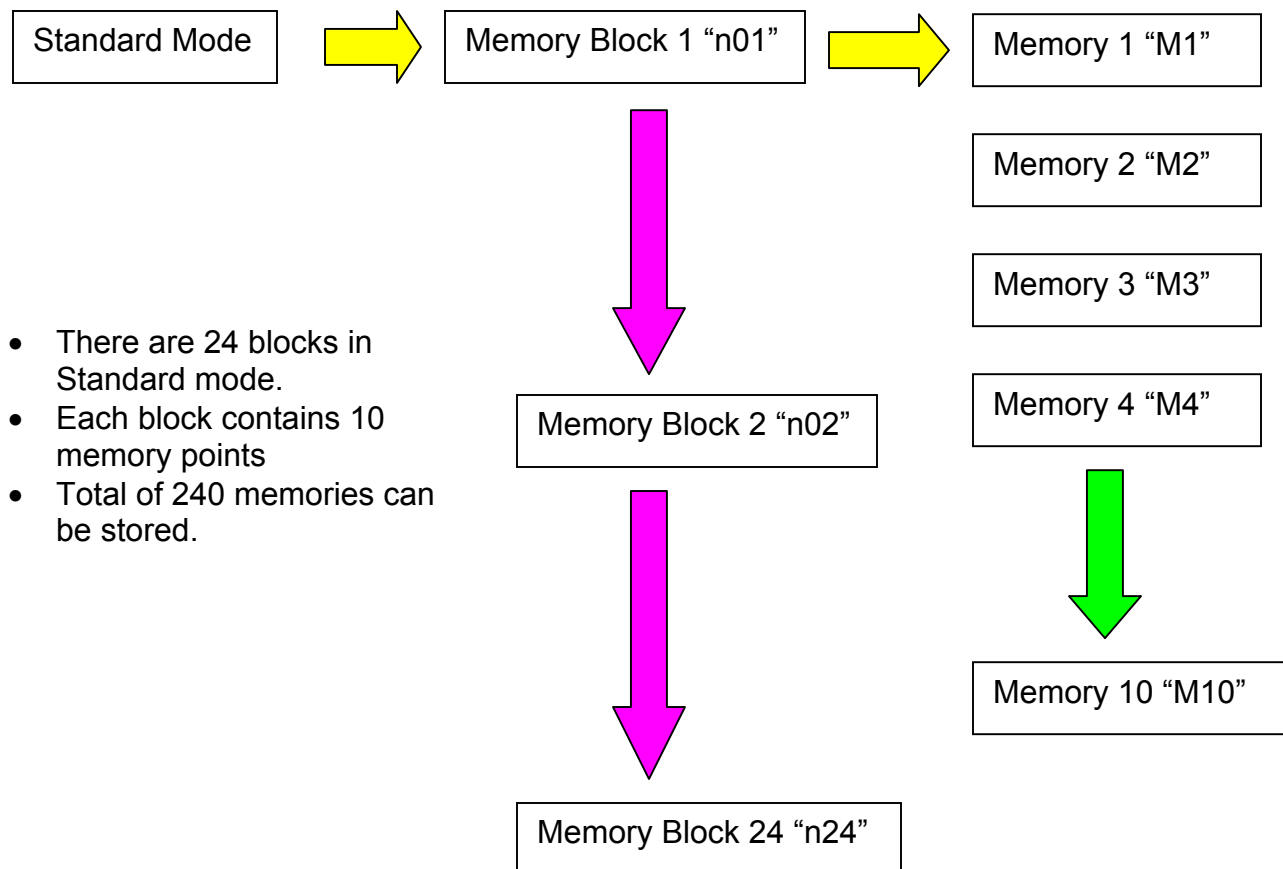 Standard Mode
Memory Block 1 “n01”
Memory 1 “M1”
Memory 2 “M2”
Memory 3 “M3”
• There are 24 blocks in
Standard mode.
• Each block contains 10
memory points
• Total of 240 memories can
be stored.
Memory Block 2 “n02”
Memory 4 “M4”
Memory 10 “M10”
Memory Block 24 “n24”